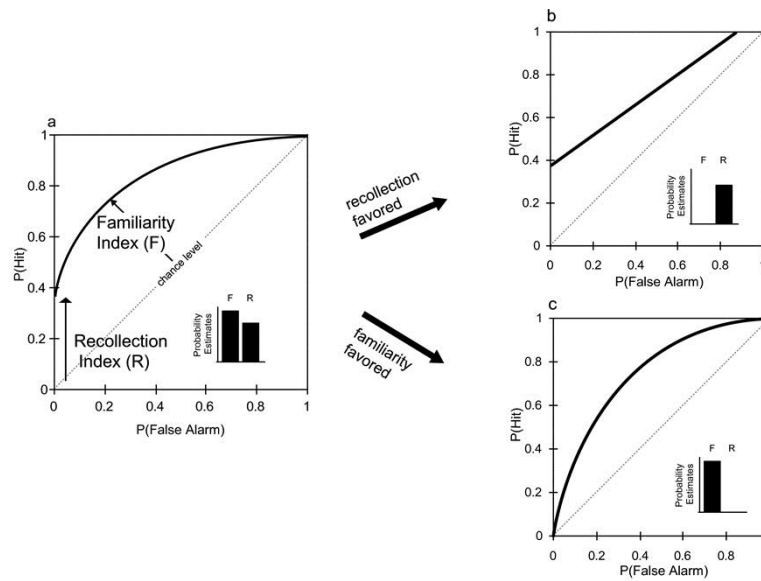 a
P(Hit)
1
0.8
0.6
0.4
0.2
0
Familiarity
Index (F)
chance level
Recollection
Index (R)
Probability
Estimates
F R
0 0.2 0.4 0.6 0.8 1
P(False Alarm)
recollection
favored
familiarity
favored
b
P(Hit)
1
0.8
0.6
0.4
0.2
0
F R
Probability
Estimates
0 0.2 0.4 0.6 0.8 1
P(False Alarm)
c
P(Hit)
1
0.8
0.6
0.4
0.2
0
F R
Probability
Estimates
0 0.2 0.4 0.6 0.8
P(False Alarm)